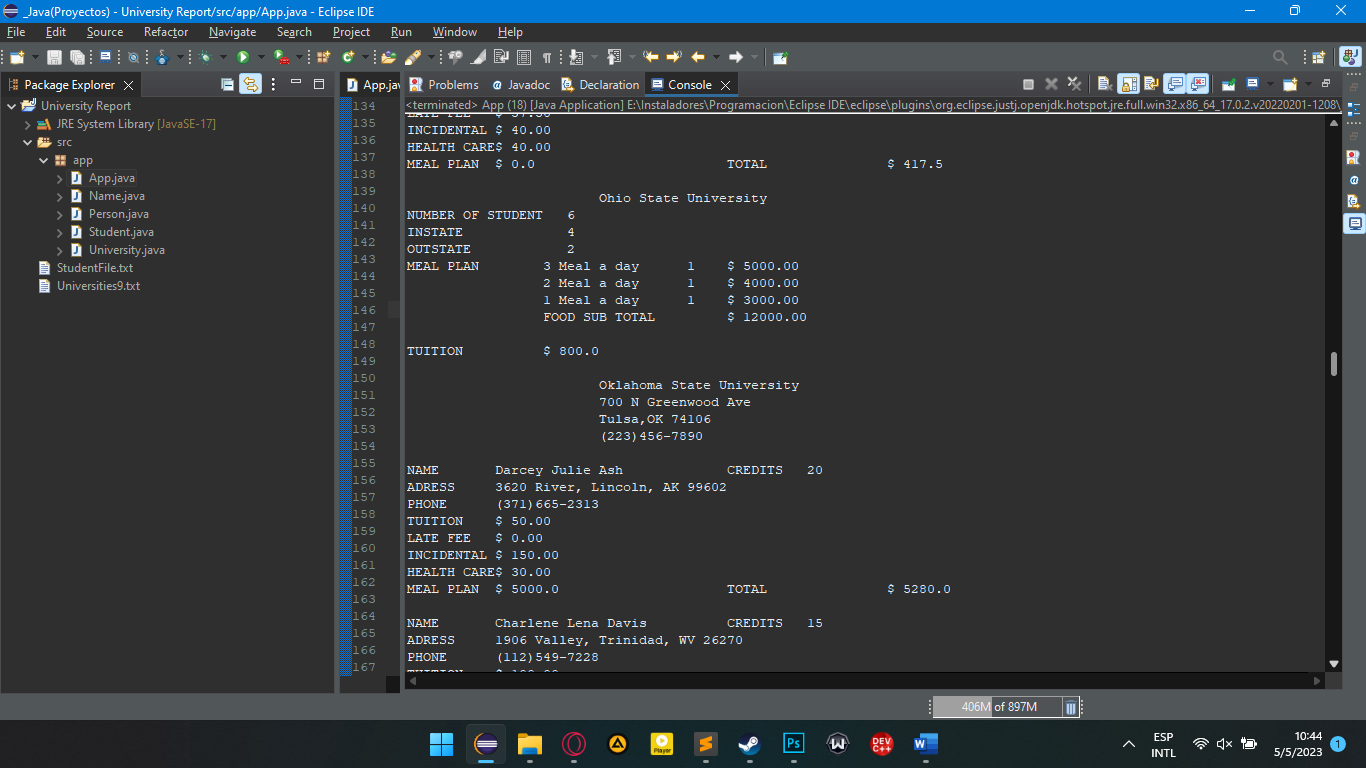 _Java(Proyectos) - University Report/src/app/App.java - Eclipse IDE
File Edit Source Refactor Navigate Search Project Run Window Help
Package Explorer
University Report
JRE System Library [JavaSE-17]
src
app
App.java
Name.java
Person.java
Student.java
University.java
StudentFile.txt
Universities9.txt
App.jav
134
135
136
137
138
139
140
141
142
143
144
145
146
147
148
149
150
151
152
153
154
155
156
157
158
159
160
161
162
163
164
165
166
167
Problems Javadoc Declaration Console
<terminated> App (18) [Java Application] E:\Instaladores\Programacion\Eclipse IDE\eclipse\plugins\org.eclipse.justj.openjdk.hotspot.jre.full.win32.x86_64_17.0.2.v20220201-1208\
LATE FEE $ 37.50
INCIDENTAL $ 40.00
HEALTH CARE$ 40.00
MEAL PLAN $ 0.0 TOTAL $ 417.5
Ohio State University
NUMBER OF STUDENT 6
INSTATE 4
OUTSTATE 2
MEAL PLAN 3 Meal a day 1 $ 5000.00
2 Meal a day 1 $ 4000.00
1 Meal a day 1 $ 3000.00
FOOD SUB TOTAL $ 12000.00
TUITION $ 800.0
Oklahoma State University
700 N Greenwood Ave
Tulsa,OK 74106
(223)456-7890
NAME Darcey Julie Ash CREDITS 20
ADRESS 3620 River, Lincoln, AK 99602
PHONE (371)665-2313
TUITION $ 50.00
LATE FEE $ 0.00
INCIDENTAL $ 150.00
HEALTH CARE$ 30.00
MEAL PLAN $ 5000.0 TOTAL $ 5280.0
NAME Charlene Lena Davis CREDITS 15
ADRESS 1906 Valley, Trinidad, WV 26270
PHONE (112)549-7228
406M of 897M
Player
Ps
DEV C++
W
ESP
INTL
10:44
5/5/2023
1